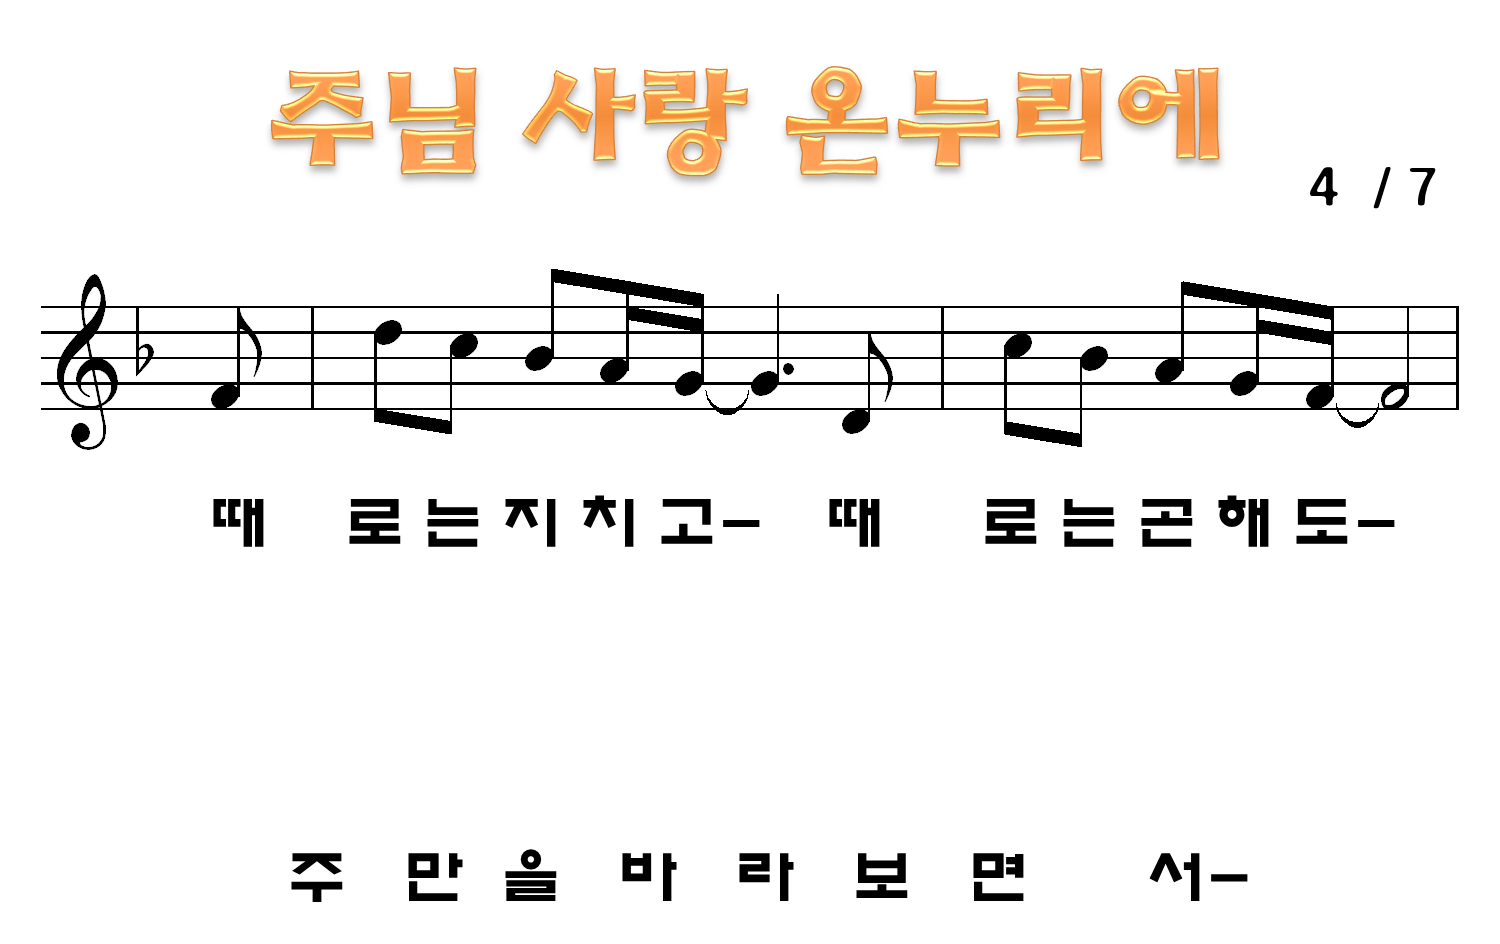 주님 사랑 온누리에
4 / 7
때 로는지치고– 때 로는곤해도–
주 만을 바 라 보 면 서–